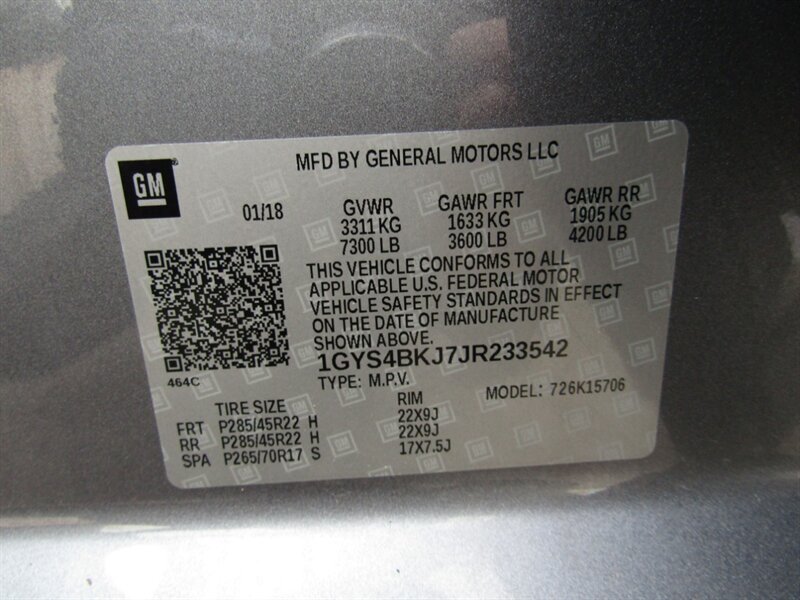 MFD BY GENERAL MOTORS LLC
GM
01/18
GVWR GAWR FRT GAWR RR
3311 KG 1633 KG 1905 KG
7300 LB 3600 LB 4200 LB
THIS VEHICLE CONFORMS TO ALL
APPLICABLE U.S. FEDERAL MOTOR
VEHICLE SAFETY STANDARDS IN EFFECT
ON THE DATE OF MANUFACTURE
SHOWN ABOVE.
1GYS4BKJ7JR233542
464C
TYPE: M.P.V. MODEL: 726K15706
TIRE SIZE RIM
FRT P285/45R22 H 22X9J
RR P285/45R22 H 22X9J
SPA P265/70R17 S 17X7.5J